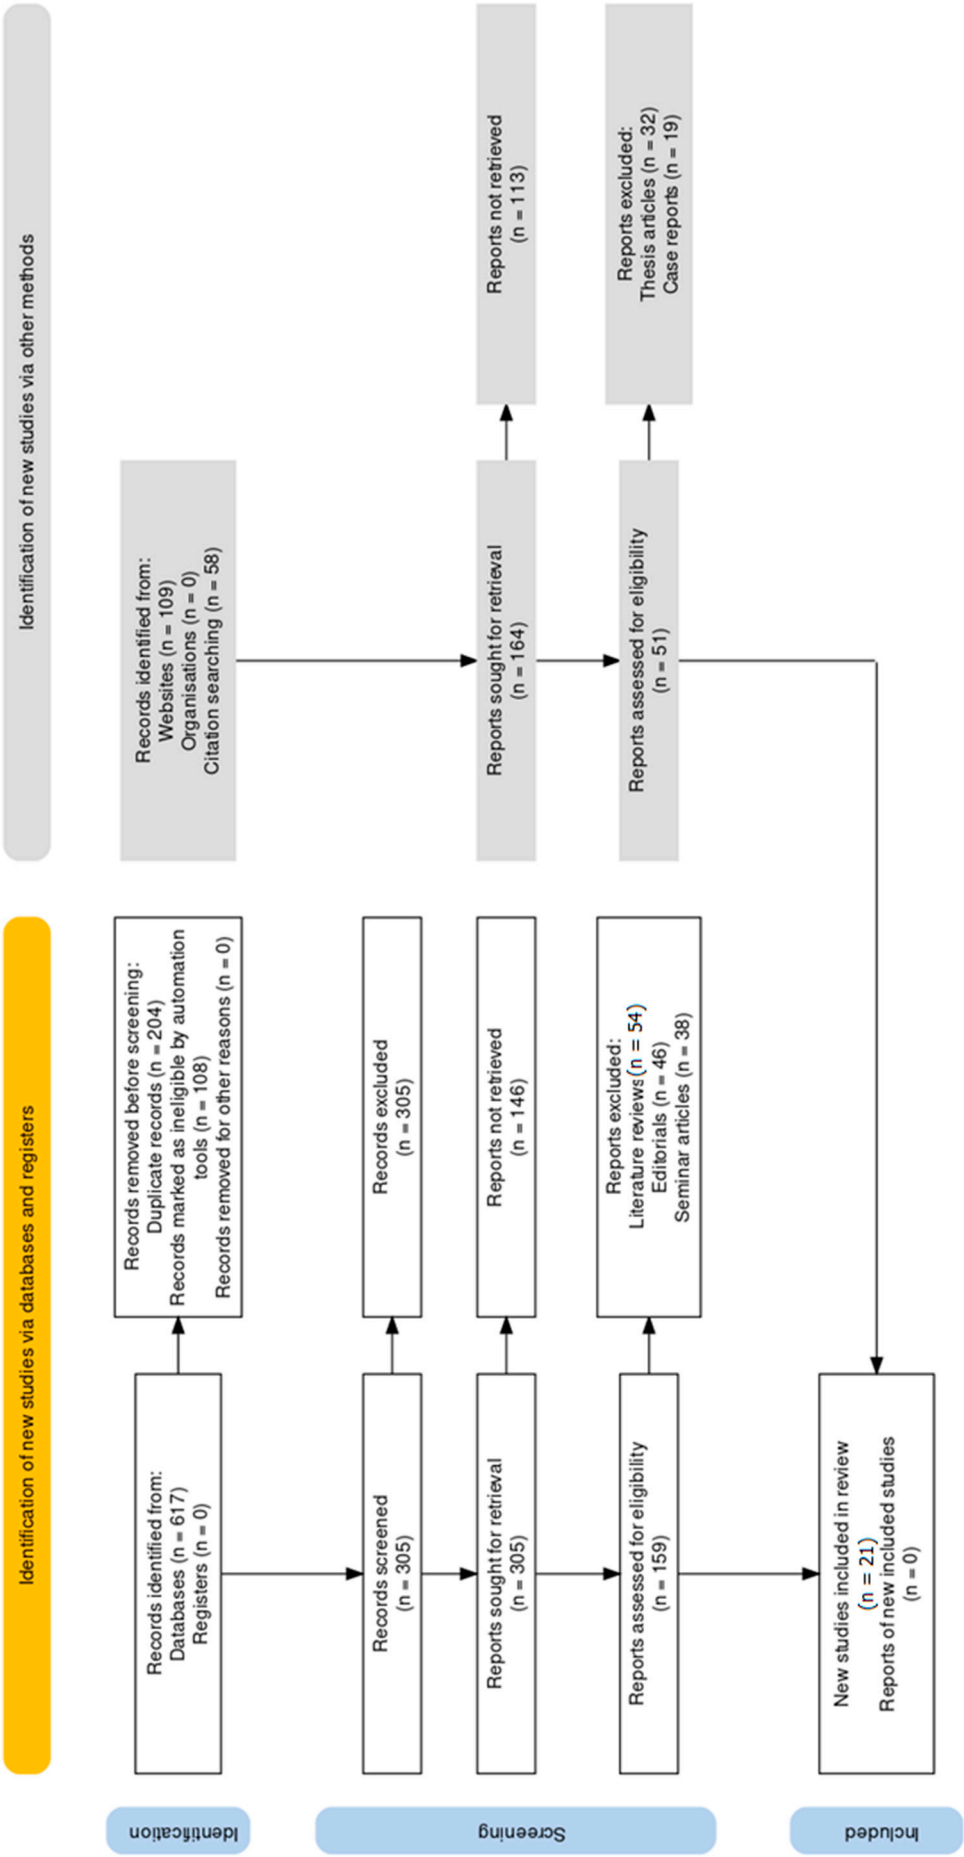 Identification of new studies via databases and registers
Identification of new studies via other methods
Identification
Records identified from:
Databases (n = 617)
Registers (n = 0)
Records removed before screening:
Duplicate records (n = 204)
Records marked as ineligible by automation
tools (n = 108)
Records removed for other reasons (n = 0)
Records identified from:
Websites (n = 109)
Organisations (n = 0)
Citation searching (n = 58)
Screening
Records screened
(n = 305)
Records excluded
(n = 305)
Reports sought for retrieval
(n = 305)
Reports not retrieved
(n = 146)
Reports sought for retrieval
(n = 164)
Reports not retrieved
(n = 113)
Reports assessed for eligibility
(n = 159)
Reports excluded:
Literature reviews(n = 54)
Editorials (n = 46)
Seminar articles (n = 38)
Reports assessed for eligibility
(n = 51)
Reports excluded:
Thesis articles (n = 32)
Case reports (n = 19)
Included
New studies included in review
(n = 21)
Reports of new included studies
(n = 0)